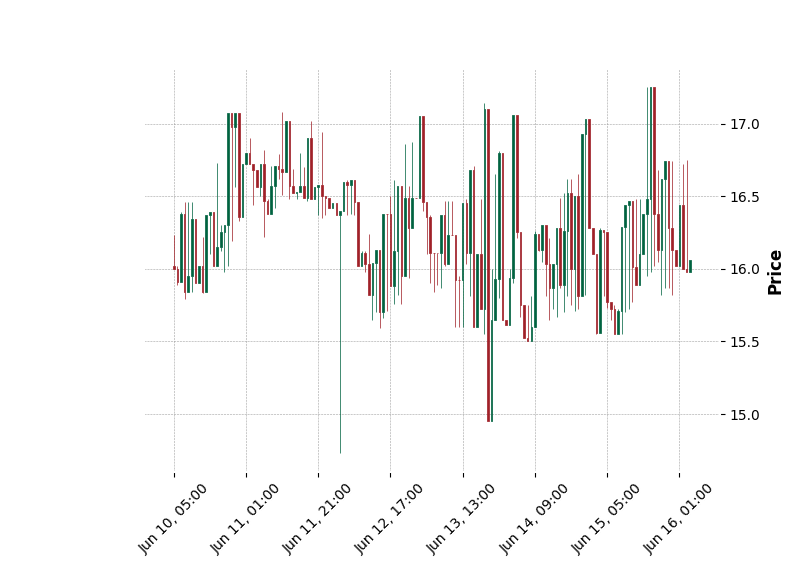 17.0
16.5
16.0
15.5
15.0
Price
Jun 10, 05:00
Jun 11, 01:00
Jun 11, 21:00
Jun 12, 17:00
Jun 13, 13:00
Jun 14, 09:00
Jun 15, 05:00
Jun 16, 01:00